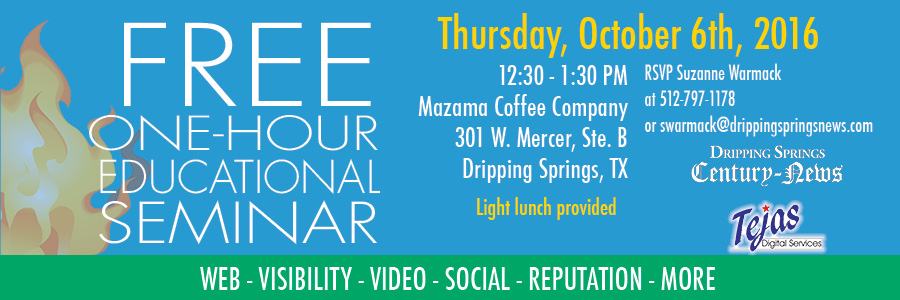 FREE
ONE-HOUR
EDUCATIONAL
SEMINAR
Thursday, October 6th, 2016
12:30 - 1:30 PM
Mazama Coffee Company
301 W. Mercer, Ste. B
Dripping Springs, TX
Light lunch provided
RSVP Suzanne Warmack
at 512-797-1178
or swarmack@drippingspringsnews.com
DRIPPING SPRINGS
Century-News
Tejas
Digital Services
WEB - VISIBILITY - VIDEO - SOCIAL - REPUTATION - MORE